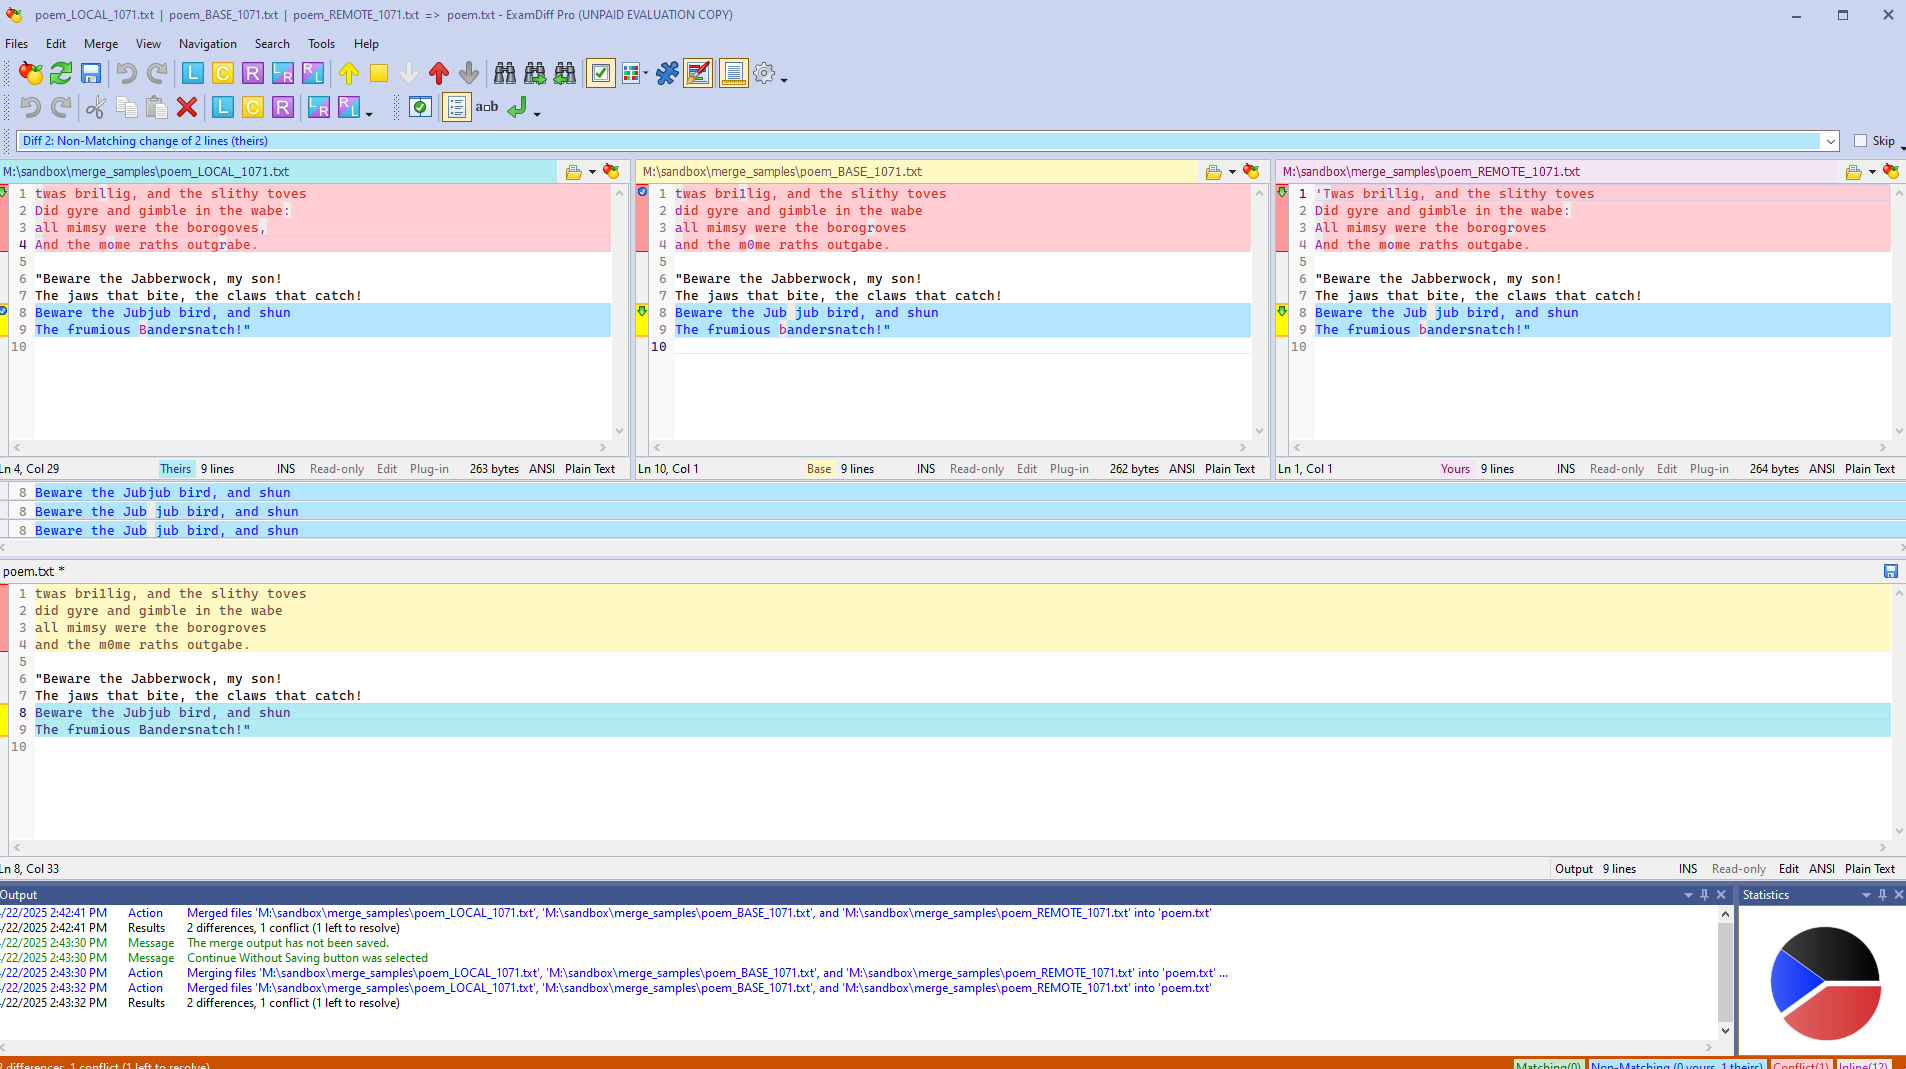 poem_LOCAL_1071.txt | poem_BASE_1071.txt | poem_REMOTE_1071.txt => poem.txt - ExamDiff Pro (UNPAID EVALUATION COPY)
Files Edit Merge View Navigation Search Tools Help
L C R L R R L
L C R L R R L a=b
Diff 2: Non-Matching change of 2 lines (theirs)
Skip
M:\sandbox\merge_samples\poem_LOCAL_1071.txt
1 twas brillig, and the slithy toves
2 Did gyre and gimble in the wabe:
3 all mimsy were the borogoves,
4 And the mome raths outgrabe.
5
6 "Beware the Jabberwock, my son!
7 The jaws that bite, the claws that catch!
8 Beware the Jubjub bird, and shun
9 The frumious Bandersnatch!"
10
Ln 4, Col 29 Theirs 9 lines INS Read-only Edit Plug-in 263 bytes ANSI Plain Text
M:\sandbox\merge_samples\poem_BASE_1071.txt
1 twas bri1lig, and the slithy toves
2 did gyre and gimble in the wabe
3 all mimsy were the borogroves
4 and the m0me raths outgabe.
5
6 "Beware the Jabberwock, my son!
7 The jaws that bite, the claws that catch!
8 Beware the Jub jub bird, and shun
9 The frumious bandersnatch!"
10
Ln 10, Col 1 Base 9 lines INS Read-only Edit Plug-in 262 bytes ANSI Plain Text
M:\sandbox\merge_samples\poem_REMOTE_1071.txt
1 'Twas brillig, and the slithy toves
2 Did gyre and gimble in the wabe:
3 All mimsy were the borogroves
4 And the mome raths outgabe.
5
6 "Beware the Jabberwock, my son!
7 The jaws that bite, the claws that catch!
8 Beware the Jub jub bird, and shun
9 The frumious bandersnatch!"
10
Ln 1, Col 1 Yours 9 lines INS Read-only Edit Plug-in 264 bytes ANSI Plain Text
8 Beware the Jubjub bird, and shun
8 Beware the Jub jub bird, and shun
8 Beware the Jub jub bird, and shun
poem.txt *
1 twas bri1lig, and the slithy toves
2 did gyre and gimble in the wabe
3 all mimsy were the borogroves
4 and the m0me raths outgabe.
5
6 "Beware the Jabberwock, my son!
7 The jaws that bite, the claws that catch!
8 Beware the Jubjub bird, and shun
9 The frumious Bandersnatch!"
10
Ln 8, Col 33 Output 9 lines INS Read-only Edit ANSI Plain Text
Output
/22/2025 2:42:41 PM Action Merged files 'M:\sandbox\merge_samples\poem_LOCAL_1071.txt', 'M:\sandbox\merge_samples\poem_BASE_1071.txt', and 'M:\sandbox\merge_samples\poem_REMOTE_1071.txt' into 'poem.txt'
/22/2025 2:42:41 PM Results 2 differences, 1 conflict (1 left to resolve)
/22/2025 2:43:30 PM Message The merge output has not been saved.
/22/2025 2:43:30 PM Message Continue Without Saving button was selected
/22/2025 2:43:30 PM Action Merging files 'M:\sandbox\merge_samples\poem_LOCAL_1071.txt', 'M:\sandbox\merge_samples\poem_BASE_1071.txt', and 'M:\sandbox\merge_samples\poem_REMOTE_1071.txt' into 'poem.txt' ...
/22/2025 2:43:32 PM Action Merged files 'M:\sandbox\merge_samples\poem_LOCAL_1071.txt', 'M:\sandbox\merge_samples\poem_BASE_1071.txt', and 'M:\sandbox\merge_samples\poem_REMOTE_1071.txt' into 'poem.txt'
/22/2025 2:43:32 PM Results 2 differences, 1 conflict (1 left to resolve)
Statistics
2 differences, 1 conflict (1 left to resolve) Matching(0) Non-Matching (0 yours, 1 theirs) Conflict(1) Inline(12)